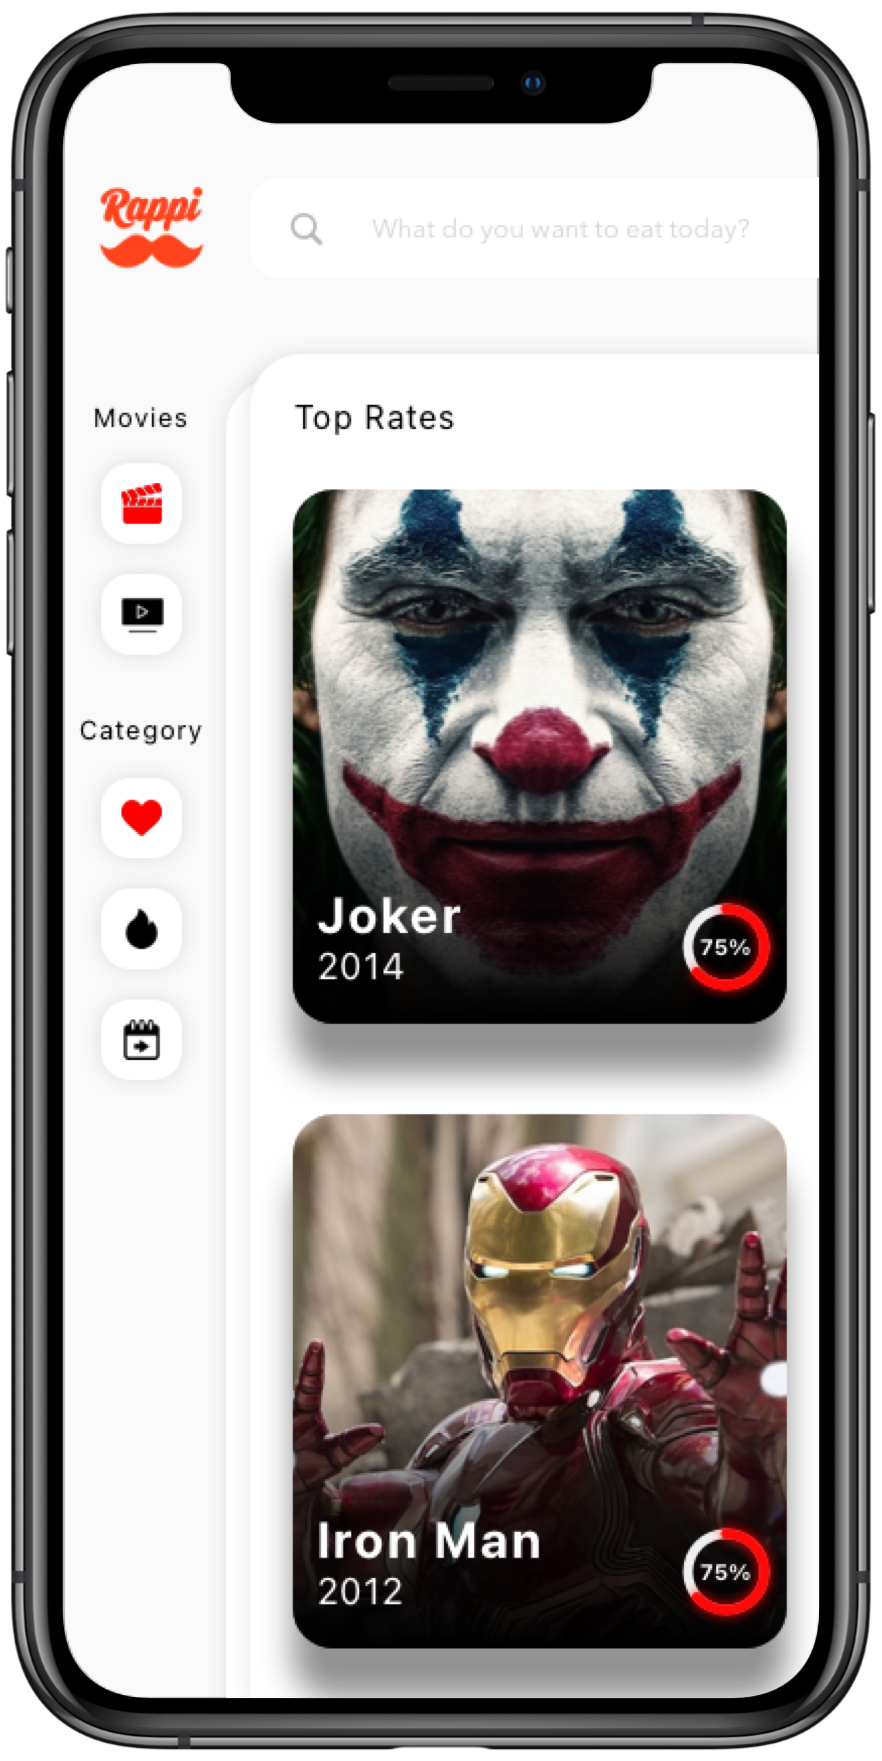 Rappi
What do you want to eat today?
Movies
Top Rates
Category
Joker
2014
75%
Iron Man
2012
75%